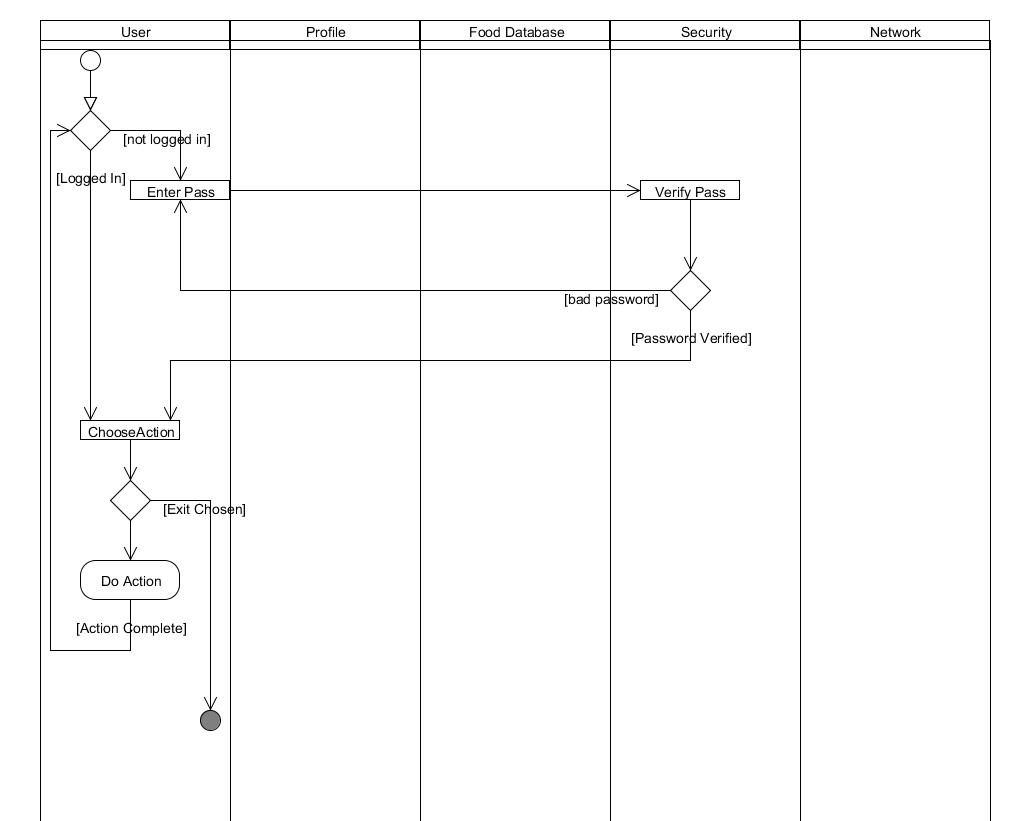 User
Profile
Food Database
Security
Network
[not logged in]
[Logged In]
Enter Pass
Verify Pass
[bad password]
[Password Verified]
ChooseAction
[Exit Chosen]
Do Action
[Action Complete]